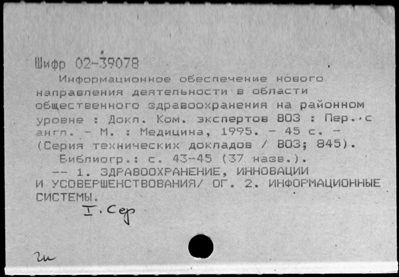 Шифр 02-39078
Информационное обеспечение нового
направления деятельности в области
общественного здравоохранения на районном
уровне : Докл. Ком. экспертов ВОЗ : Пер. с
англ. - М. : Медицина, 1995. - 45 с. -
(Серия технических докладов / ВОЗ; 845).
Библиогр.: с. 43-45 (37 назв.).
-- 1. ЗДРАВООХРАНЕНИЕ, ИННОВАЦИИ
И УСОВЕРШЕНСТВОВАНИЯ/ ОГ. 2. ИНФОРМАЦИОННЫЕ
СИСТЕМЫ.
I. Сер